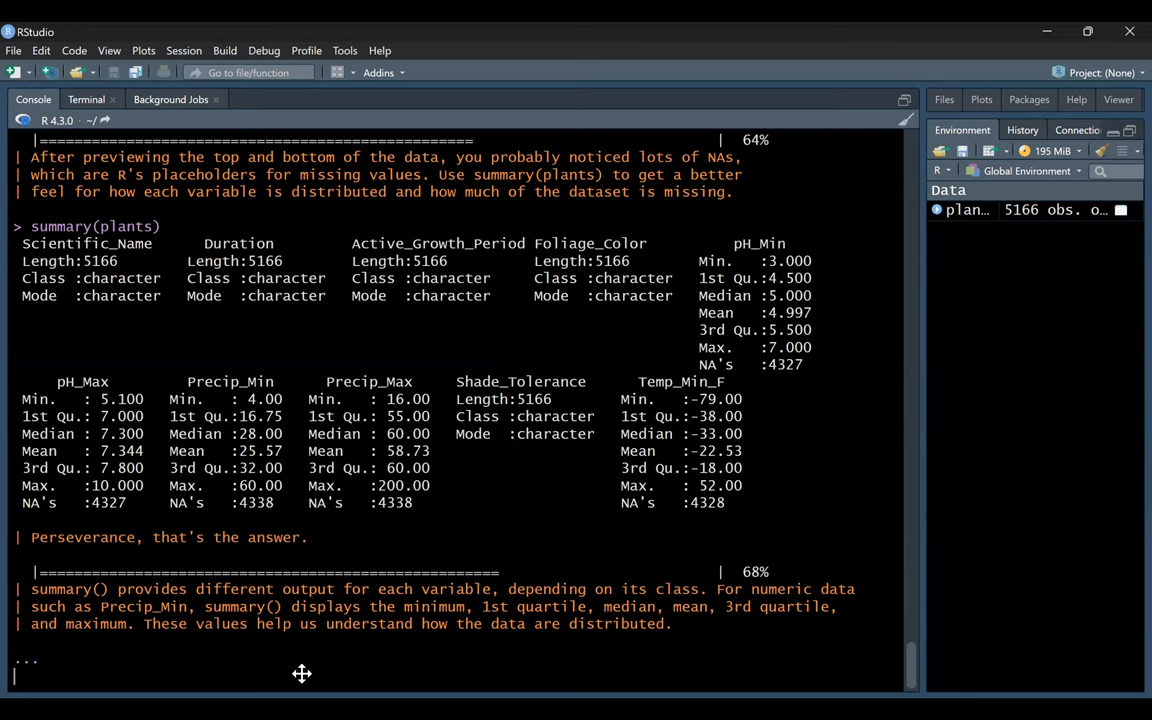 RStudio
File Edit Code View Plots Session Build Debug Profile Tools Help
Go to file/function Addins Project: (None)
Console Terminal Background Jobs
R 4.3.0 · ~/
|================================================== | 64%
| After previewing the top and bottom of the data, you probably noticed lots of NAs,
| which are R's placeholders for missing values. Use summary(plants) to get a better
| feel for how each variable is distributed and how much of the dataset is missing.
> summary(plants)
Scientific_Name Duration Active_Growth_Period Foliage_Color pH_Min
Length:5166 Length:5166 Length:5166 Length:5166 Min. :3.000
Class :character Class :character Class :character Class :character 1st Qu.:4.500
Mode :character Mode :character Mode :character Mode :character Median :5.000
Mean :4.997
3rd Qu.:5.500
Max. :7.000
NA's :4327
pH_Max Precip_Min Precip_Max Shade_Tolerance Temp_Min_F
Min. : 5.100 Min. : 4.00 Min. : 16.00 Length:5166 Min. :-79.00
1st Qu.: 7.000 1st Qu.:16.75 1st Qu.: 55.00 Class :character 1st Qu.:-38.00
Median : 7.300 Median :28.00 Median : 60.00 Mode :character Median :-33.00
Mean : 7.344 Mean :25.57 Mean : 58.73 Mean :-22.53
3rd Qu.: 7.800 3rd Qu.:32.00 3rd Qu.: 60.00 3rd Qu.:-18.00
Max. :10.000 Max. :60.00 Max. :200.00 Max. : 52.00
NA's :4327 NA's :4338 NA's :4338 NA's :4328
| Perseverance, that's the answer.
|===================================================== | 68%
| summary() provides different output for each variable, depending on its class. For numeric data
| such as Precip_Min, summary() displays the minimum, 1st quartile, median, mean, 3rd quartile,
| and maximum. These values help us understand how the data are distributed.
...
Files Plots Packages Help Viewer
Environment History Connectio
195 MiB
R Global Environment
Data
plan... 5166 obs. o...